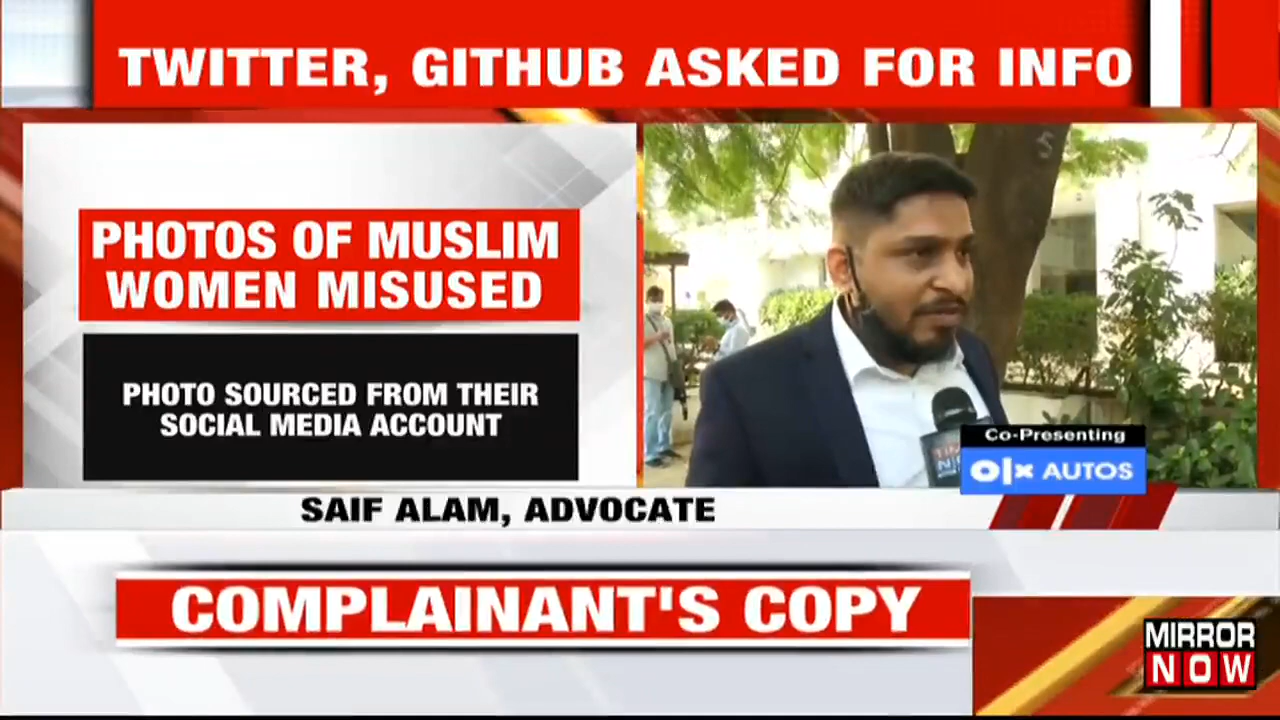 TWITTER, GITHUB ASKED FOR INFO
PHOTOS OF MUSLIM
WOMEN MISUSED
PHOTO SOURCED FROM THEIR
SOCIAL MEDIA ACCOUNT
Co-Presenting
OLX AUTOS
SAIF ALAM, ADVOCATE
COMPLAINANT'S COPY
MIRROR
NOW